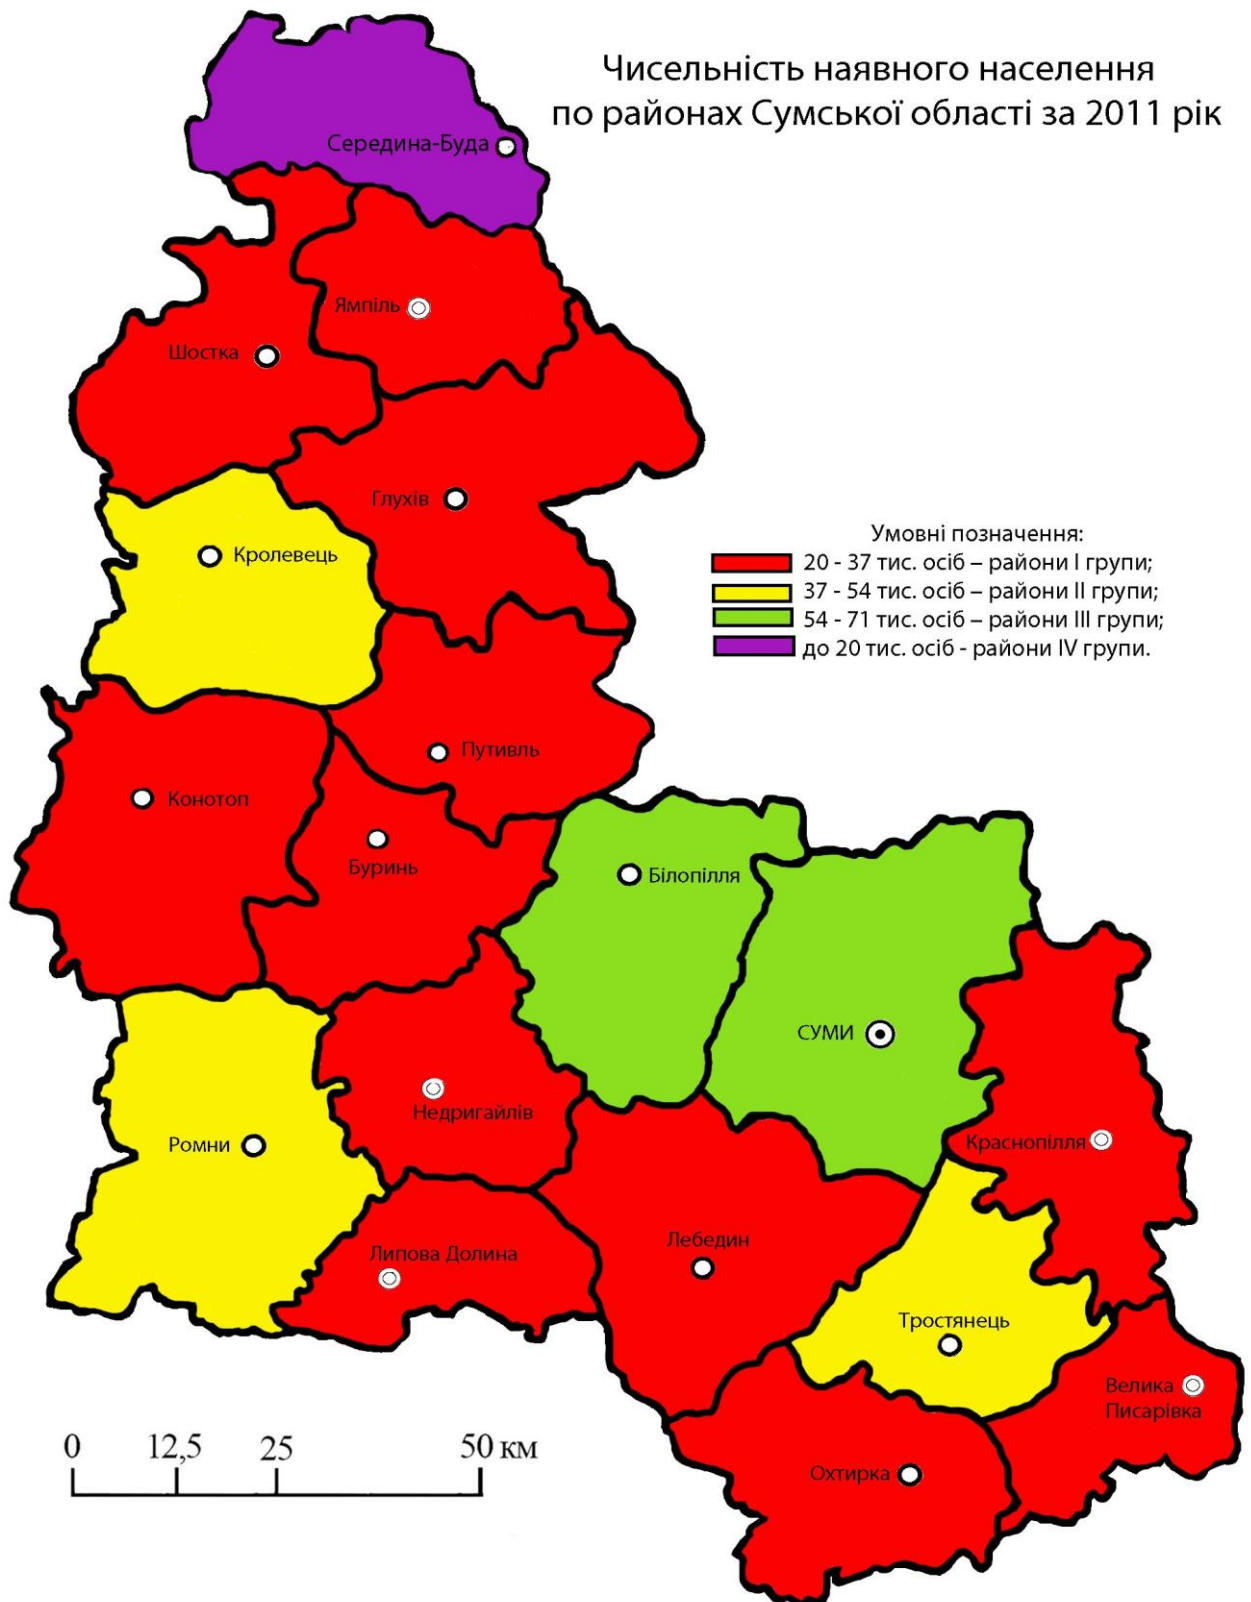 Чисельність наявного населення
по районах Сумської області за 2011 рік
Середина-Буда
Ямпіль
Шостка
Глухів
Кролевець
Умовні позначення:
20 - 37 тис. осіб – райони І групи;
37 - 54 тис. осіб – райони ІІ групи;
54 - 71 тис. осіб – райони ІІІ групи;
до 20 тис. осіб - райони IV групи.
Путивль
Конотоп
Буринь
Білопілля
СУМИ
Недригайлів
Ромни
Краснопілля
Липова Долина
Лебедин
Тростянець
Велика
Писарівка
Охтирка
0 12,5 25 50 км